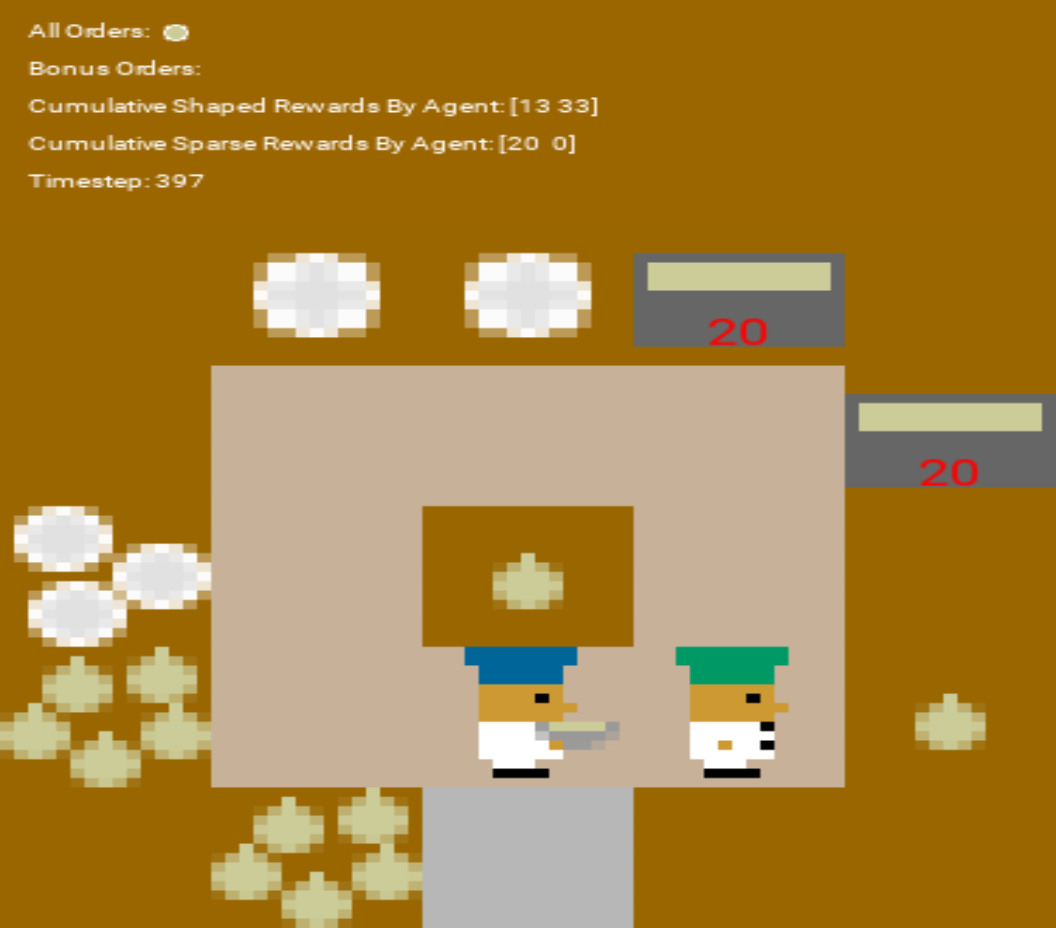 All Orders:
Bonus Orders:
Cumulative Shaped Rewards By Agent: [13 33]
Cumulative Sparse Rewards By Agent: [20  0]
Timestep: 397
20
20